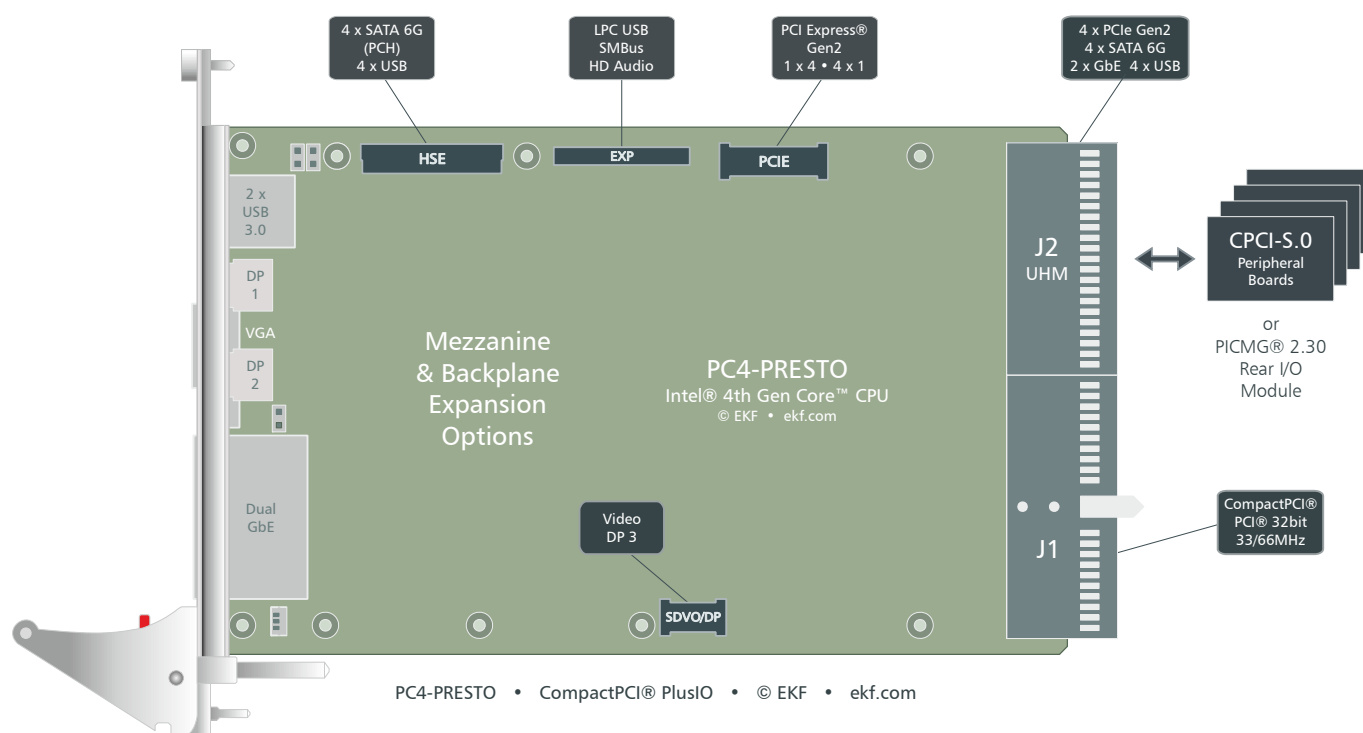 4 x SATA 6G
(PCH)
4 x USB
LPC USB
SMBus
HD Audio
PCI Express®
Gen2
1 x 4 • 4 x 1
4 x PCIe Gen2
4 x SATA 6G
2 x GbE 4 x USB
HSE
EXP
PCIE
2 x
USB
3.0
DP
1
VGA
DP
2
Dual
GbE
Mezzanine
& Backplane
Expansion
Options
PC4-PRESTO
Intel® 4th Gen Core™ CPU
© EKF • ekf.com
J2
UHM
CPCI-S.0
Peripheral
Boards
or
PICMG® 2.30
Rear I/O
Module
Video
DP 3
SDVO/DP
J1
CompactPCI®
PCI® 32bit
33/66MHz
PC4-PRESTO • CompactPCI® PlusIO • © EKF • ekf.com